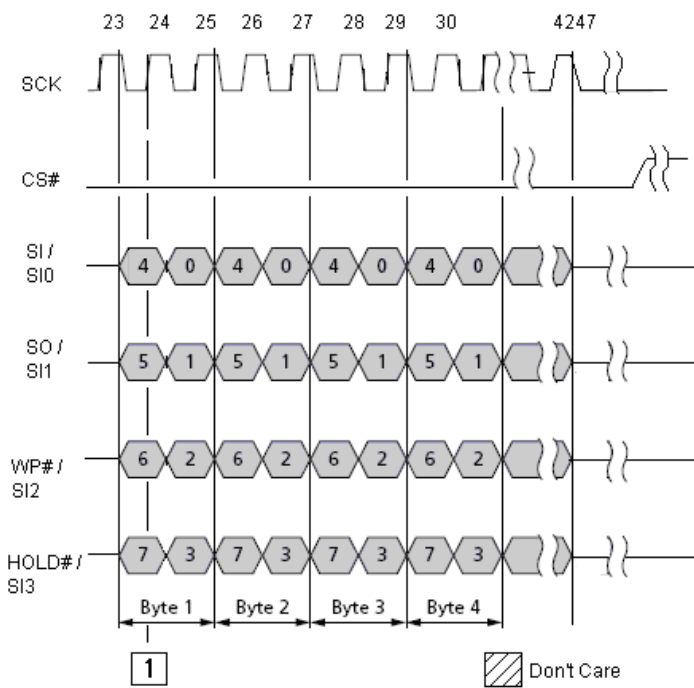 23 24 25 26 27 28 29 30 4247
SCK
CS#
SI /
SI0
4 0 4 0 4 0 4 0
SO /
SI1
5 1 5 1 5 1 5 1
WP# /
SI2
6 2 6 2 6 2 6 2
HOLD# /
SI3
7 3 7 3 7 3 7 3
Byte 1 Byte 2 Byte 3 Byte 4
1
Don't Care